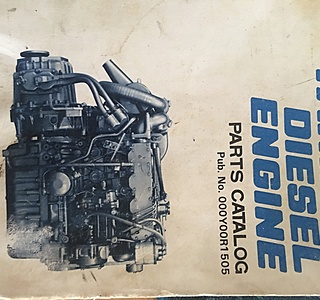 DIESEL
ENGINE
PARTS CATALOG
Pub. No. 000Y00R1505